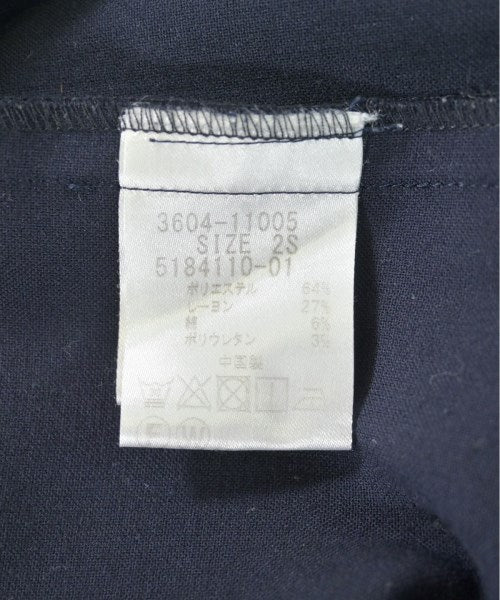 3604-11005
SIZE 2S
5184110-01
ポリエステル 64%
レーヨン 27%
綿 6%
ポリウレタン 3%
中国製
F W